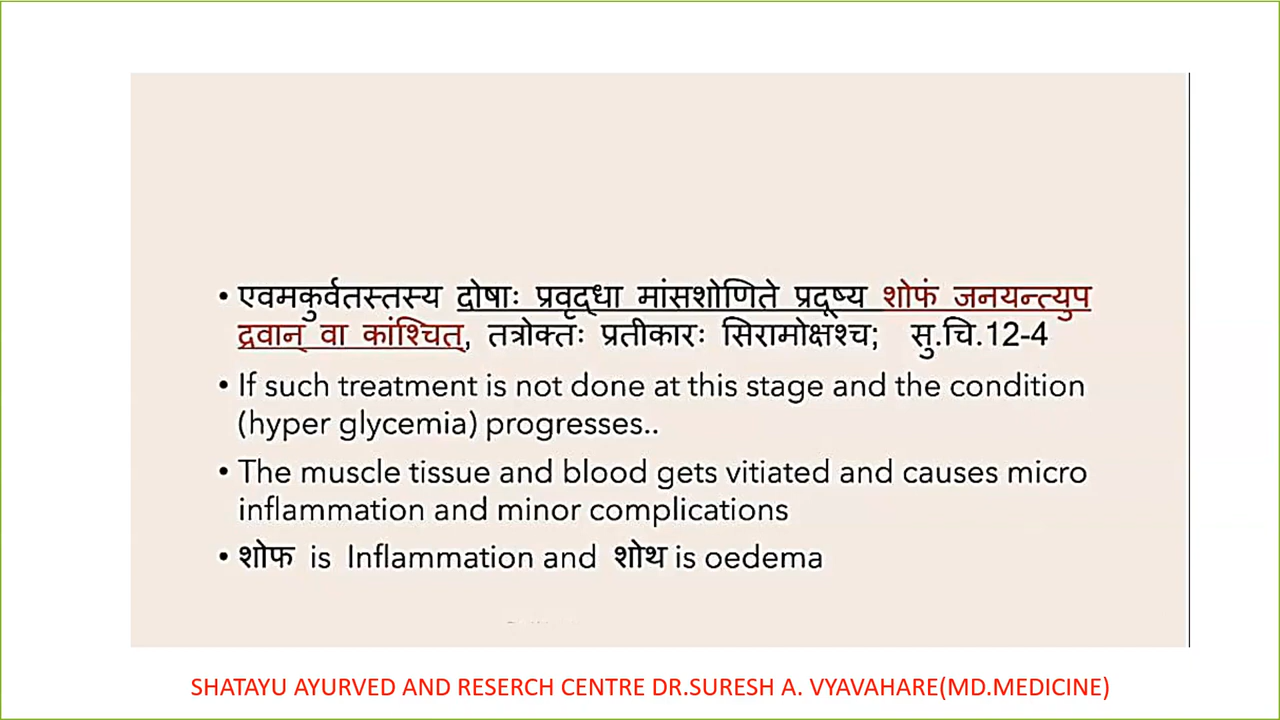 • एवमकुर्वतस्तस्य दोषाः प्रवृद्धा मांसशोणिते प्रदूष्य शोफं जनयन्त्युप
द्रवान् वा कांश्चित्, तत्रोक्तः प्रतीकारः सिरामोक्षश्च; सु.चि.12-4
• If such treatment is not done at this stage and the condition
(hyper glycemia) progresses..
• The muscle tissue and blood gets vitiated and causes micro
inflammation and minor complications
• शोफ is Inflammation and शोथ is oedema
SHATAYU AYURVED AND RESERCH CENTRE DR.SURESH A. VYAVAHARE(MD.MEDICINE)